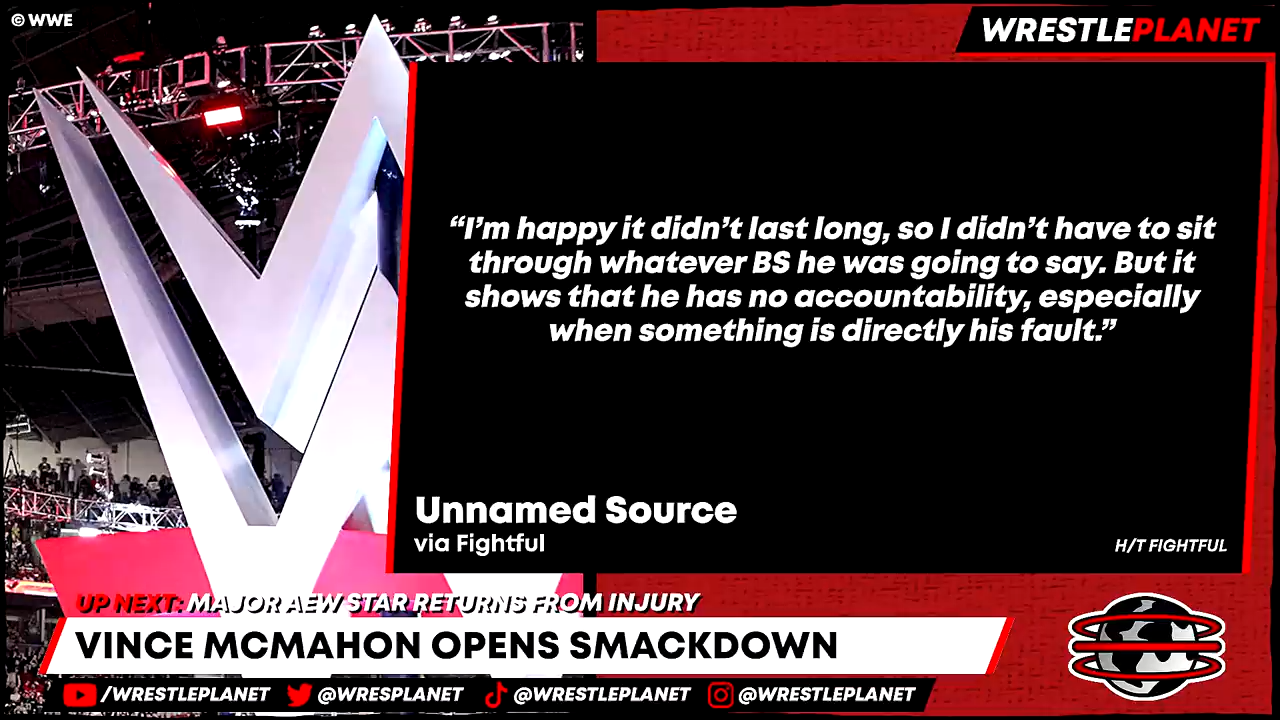 © WWE
WRESTLEPLANET
“I’m happy it didn’t last long, so I didn’t have to sit
through whatever BS he was going to say. But it
shows that he has no accountability, especially
when something is directly his fault.”
Unnamed Source
via Fightful
H/T FIGHTFUL
UP NEXT: MAJOR AEW STAR RETURNS FROM INJURY
VINCE MCMAHON OPENS SMACKDOWN
/WRESTLEPLANET @WRESPLANET @WRESTLEPLANET @WRESTLEPLANET